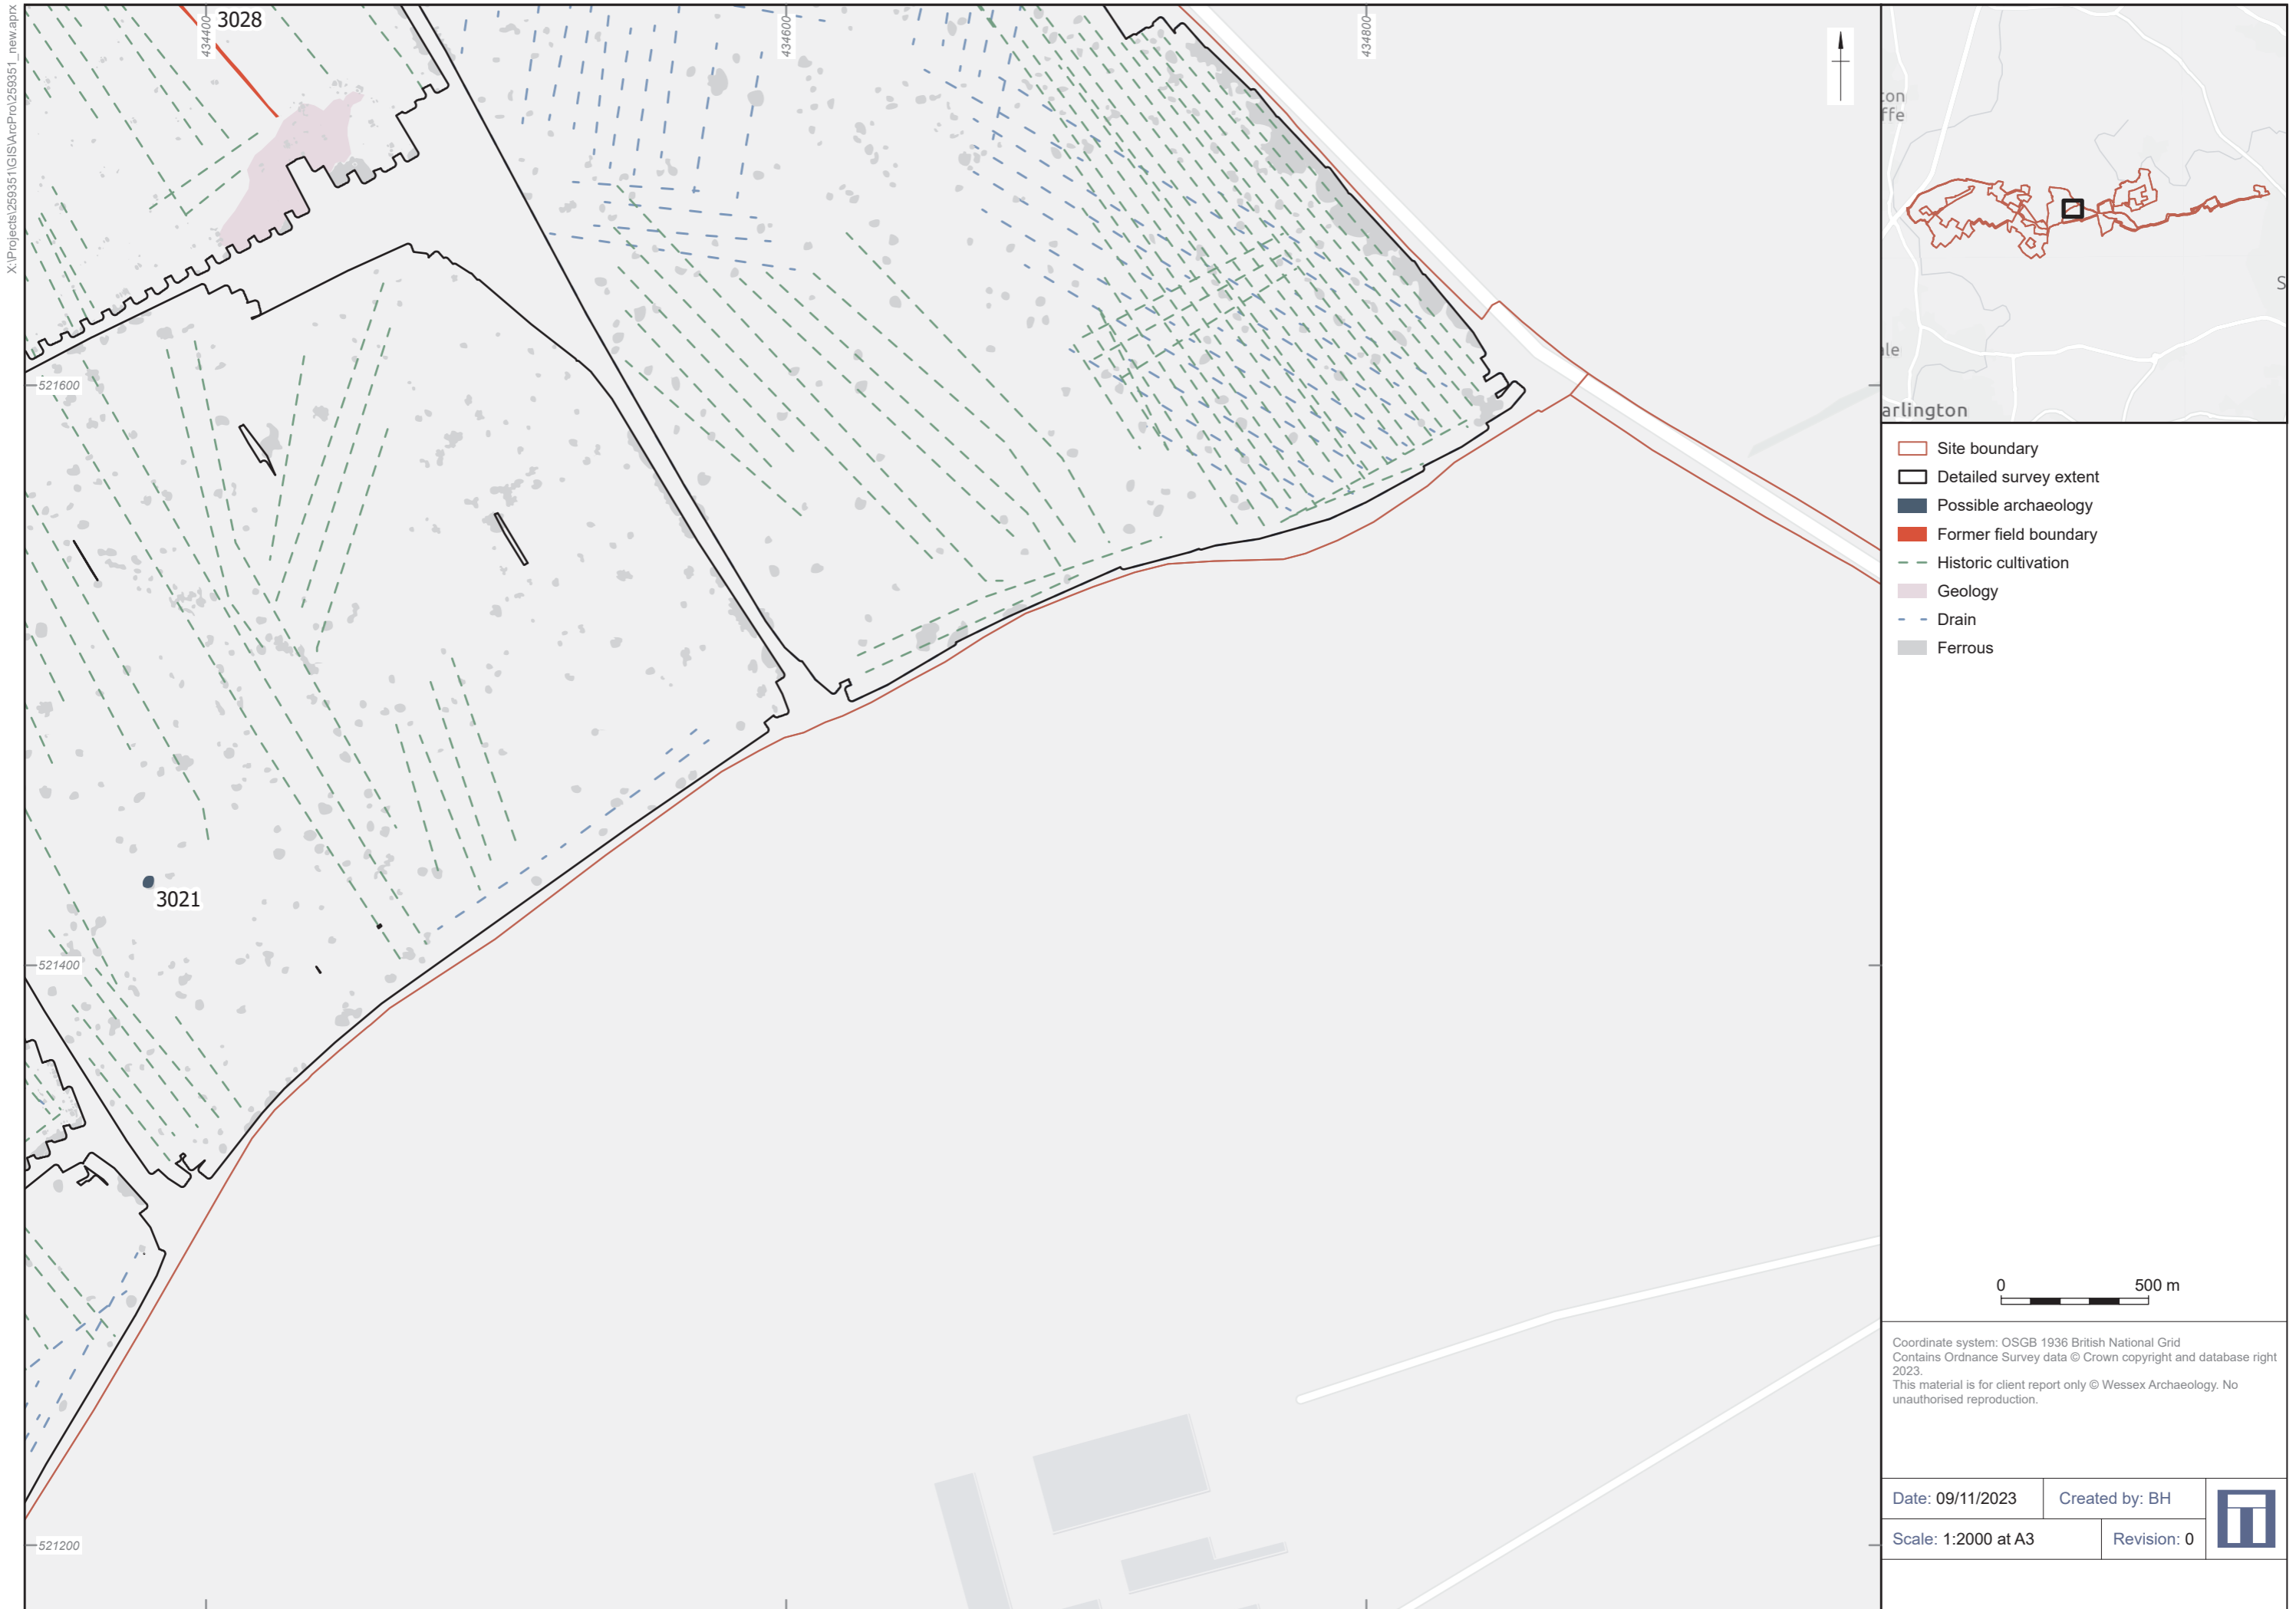 X:\Projects\259351\GIS\ArcPro\259351_new.aprx
3028
434400
434600
434800
521600
521400
521200
3021
ton
ffe
ale
S
arlington
Site boundary
Detailed survey extent
Possible archaeology
Former field boundary
Historic cultivation
Geology
Drain
Ferrous
0 500 m
Coordinate system: OSGB 1936 British National Grid
Contains Ordnance Survey data © Crown copyright and database right
2023.
This material is for client report only © Wessex Archaeology. No
unauthorised reproduction.
Date: 09/11/2023 Created by: BH
Scale: 1:2000 at A3 Revision: 0